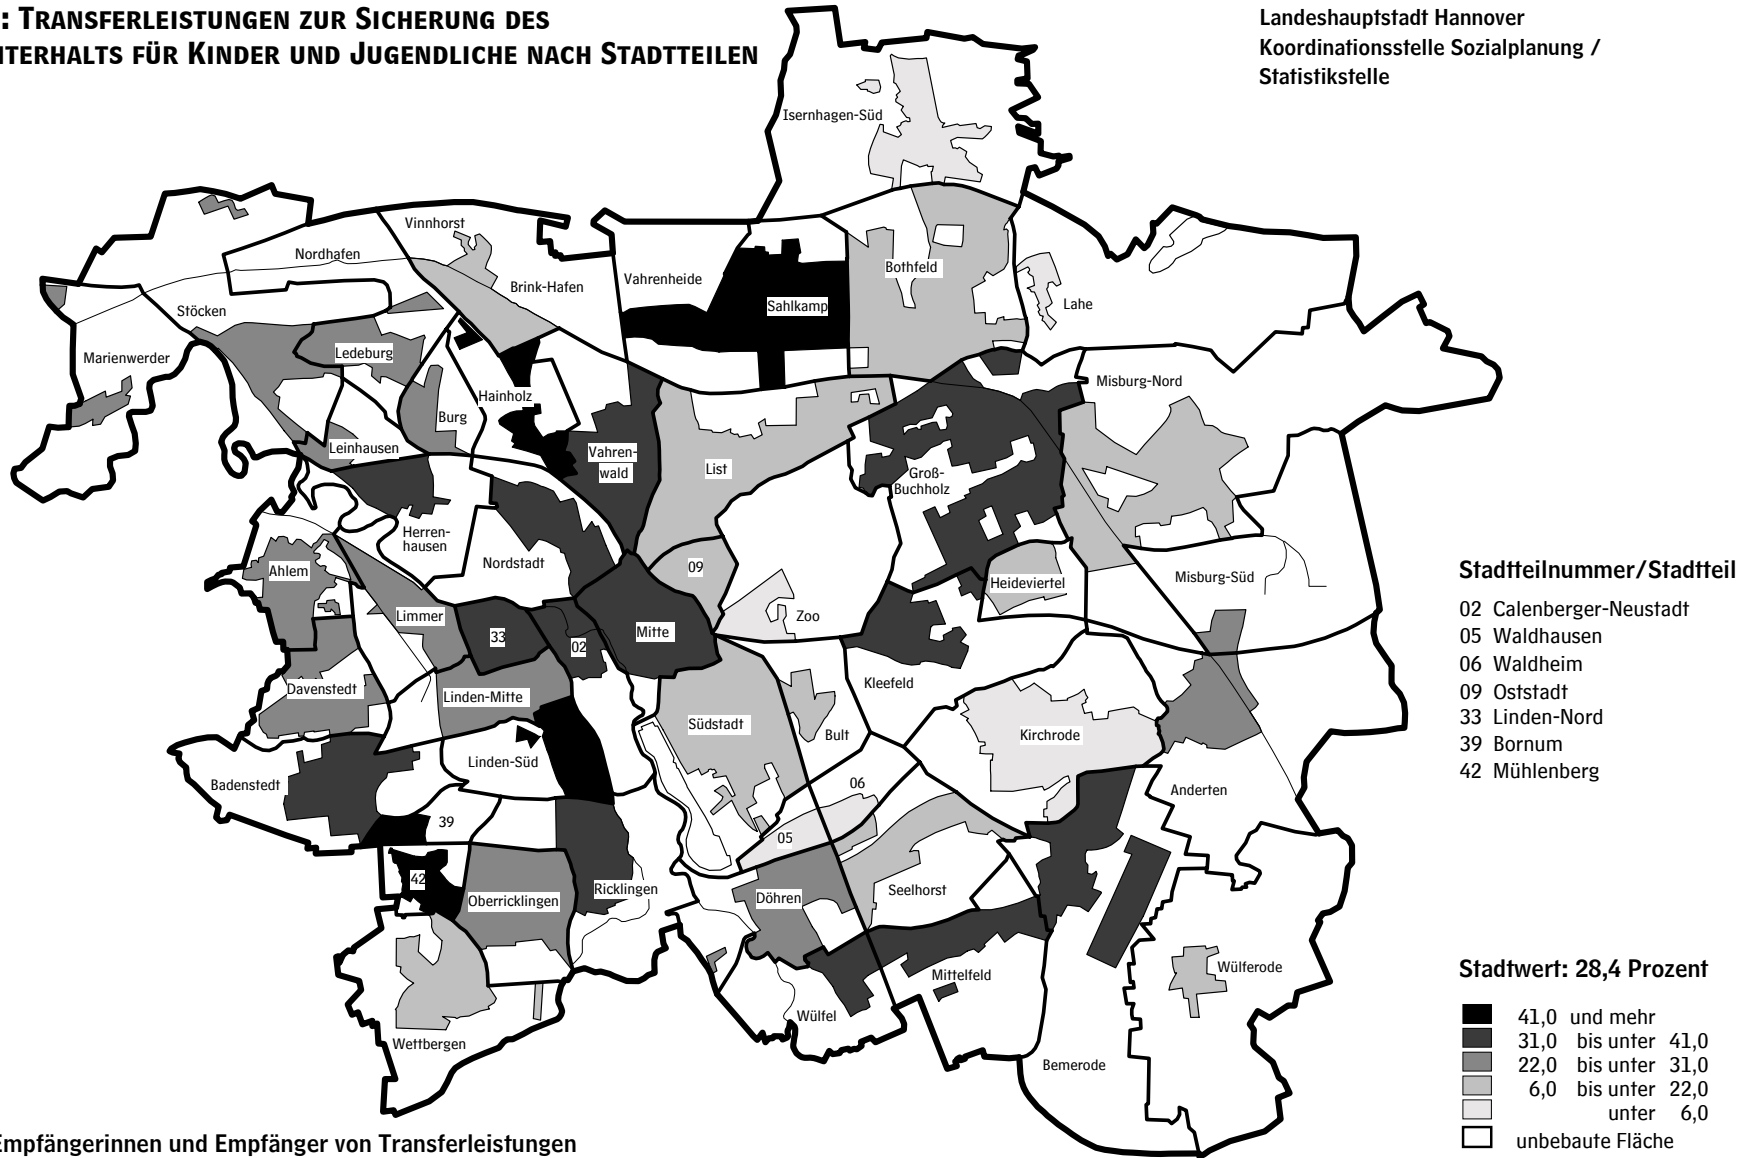 : TRANSFERLEISTUNGEN ZUR SICHERUNG DES
NTERHALTS FÜR KINDER UND JUGENDLICHE NACH STADTTEILEN
Landeshauptstadt Hannover
Koordinationsstelle Sozialplanung /
Statistikstelle
Isernhagen-Süd
Vinnhorst
Nordhafen
Brink-Hafen
Vahrenheide
Bothfeld
Sahlkamp
Lahe
Stöcken
Marienwerder
Ledeburg
Misburg-Nord
Hainholz
Burg
Leinhausen
Vahren-
wald
List
Groß-
Buchholz
Herren-
hausen
Nordstadt
09
Ahlem
Heideviertel
Misburg-Süd
Limmer
33
02
Mitte
Zoo
Davenstedt
Linden-Mitte
Kleefeld
Südstadt
Bult
Kirchrode
Linden-Süd
Badenstedt
06
Anderten
39
05
42
Oberricklingen
Ricklingen
Döhren
Seelhorst
Mittelfeld
Wülferode
Wülfel
Wettbergen
Bemerode
Stadtteilnummer/Stadtteil
02 Calenberger-Neustadt
05 Waldhausen
06 Waldheim
09 Oststadt
33 Linden-Nord
39 Bornum
42 Mühlenberg
Stadtwert: 28,4 Prozent
41,0 und mehr
31,0 bis unter 41,0
22,0 bis unter 31,0
6,0 bis unter 22,0
unter 6,0
unbebaute Fläche
Empfängerinnen und Empfänger von Transferleistungen